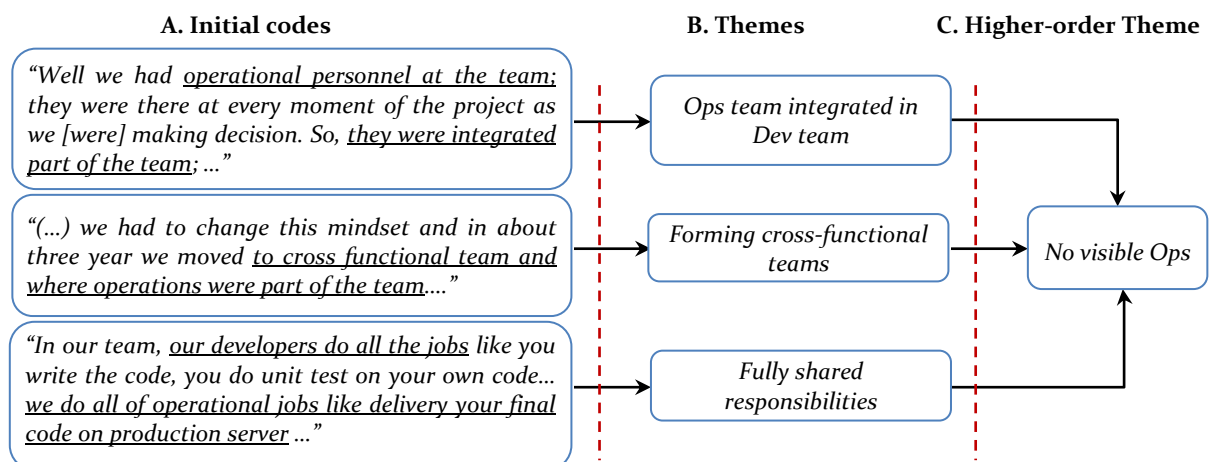 A. Initial codes
B. Themes
C. Higher-order Theme
“Well we had operational personnel at the team;
they were there at every moment of the project as
we [were] making decision. So, they were integrated
part of the team; ...”
Ops team integrated in
Dev team
“(...) we had to change this mindset and in about
three year we moved to cross functional team and
where operations were part of the team....”
Forming cross-functional
teams
No visible Ops
“In our team, our developers do all the jobs like you
write the code, you do unit test on your own code...
we do all of operational jobs like delivery your final
code on production server ...”
Fully shared
responsibilities